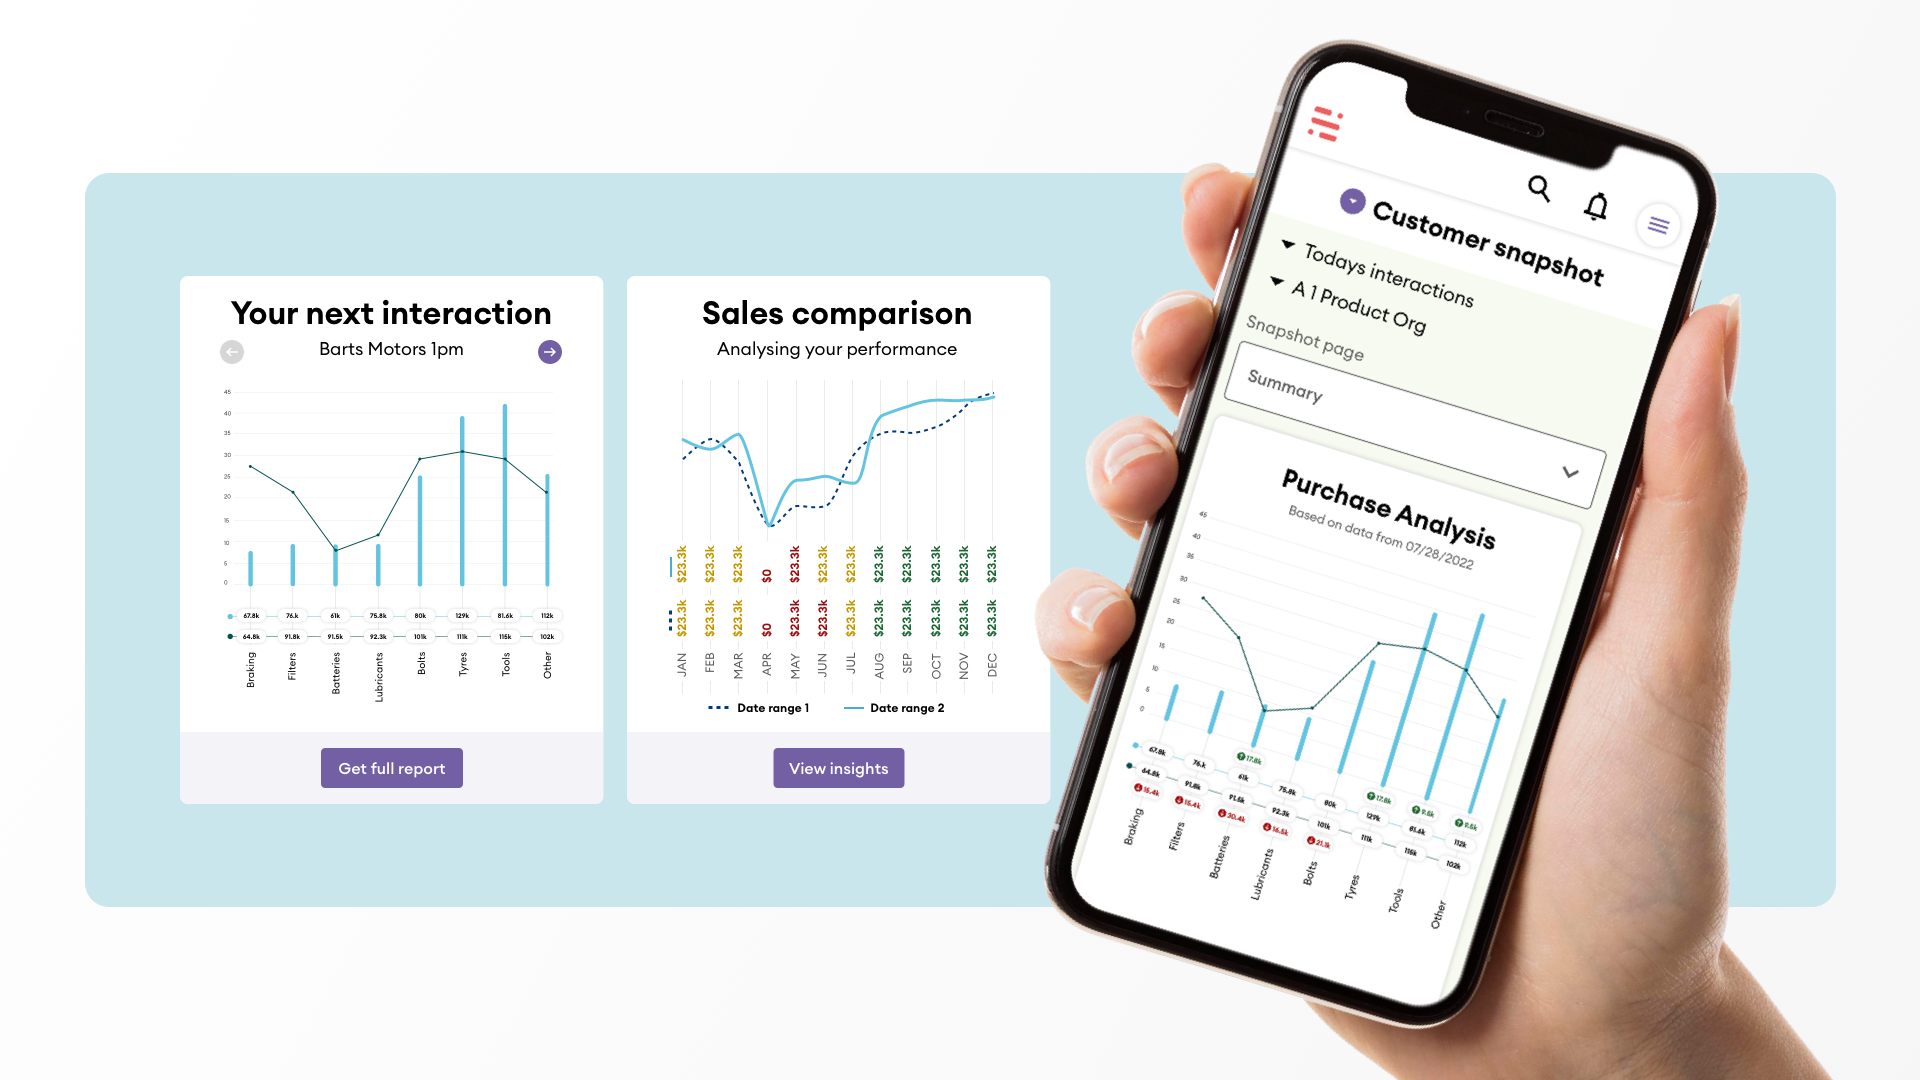 Your next interaction
Barts Motors 1pm
45
40
35
30
25
20
15
10
5
0
67.8k 76.k 61k 75.8k 80k 129k 81.6k 112k
64.8k 91.8k 91.5k 92.3k 101k 111k 115k 102k
Braking Filters Batteries Lubricants Bolts Tyres Tools Other
Get full report
Sales comparison
Analysing your performance
$23.3k $23.3k $23.3k $0 $23.3k $23.3k $23.3k $23.3k $23.3k $23.3k $23.3k $23.3k
$23.3k $23.3k $23.3k $0 $23.3k $23.3k $23.3k $23.3k $23.3k $23.3k $23.3k $23.3k
JAN FEB MAR APR MAY JUN JUL AUG SEP OCT NOV DEC
Date range 1 Date range 2
View insights
Customer snapshot
Todays interactions
A 1 Product Org
Snapshot page
Summary
Purchase Analysis
Based on data from 07/28/2022
45
40
35
30
25
20
15
10
5
0
17.8k 17.8k 9.6k 9.5k
67.8k 76.k 61k 75.8k 80k 129k 81.6k 112k
64.8k 91.8k 91.5k 92.3k 101k 111k 115k 102k
15.4k 15.4k 30.4k 16.5k 21.1k
Braking Filters Batteries Lubricants Bolts Tyres Tools Other